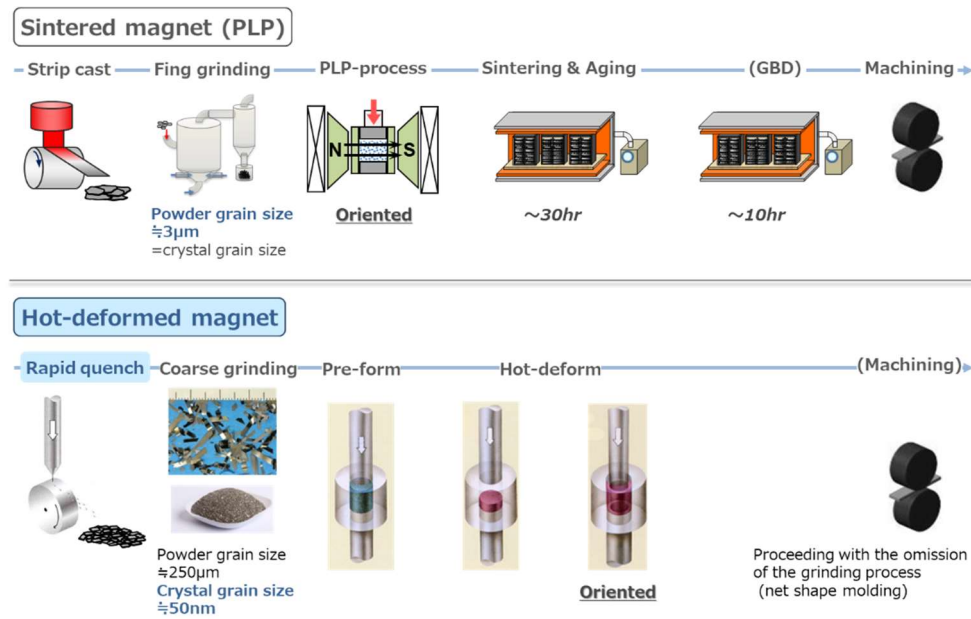 Sintered magnet (PLP)
Strip cast
Fing grinding
PLP-process
Sintering & Aging
(GBD)
Machining
N
S
Powder grain size
≒3μm
=crystal grain size
Oriented
～30hr
～10hr
Hot-deformed magnet
Rapid quench
Coarse grinding
Pre-form
Hot-deform
(Machining)
Powder grain size
≒250μm
Crystal grain size
≒50nm
Oriented
Proceeding with the omission
of the grinding process
(net shape molding)